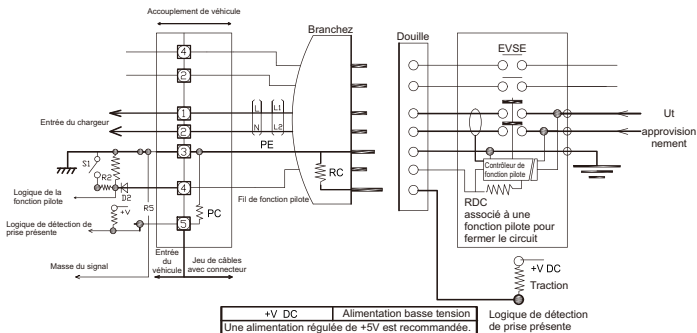 Accouplement de véhicule
Branchez
Douille
EVSE
4
2
1
2
3
4
5
L
L1
N
L2
PE
Entrée du chargeur
Ut
approvision
nement
S1
R2
D2
+V
R5
PC
RC
Logique de la
fonction pilote
Fil de fonction pilote
Contrôleur de
fonction pilote
RDC
associé à une
fonction pilote pour
fermer le circuit
Logique de détection de
prise présente
Masse du signal
Entrée
du
véhicule
Jeu de câbles
avec connecteur
+V DC
Traction
Logique de détection
de prise présente
+V DC
Alimentation basse tension
Une alimentation régulée de +5V est recommandée.